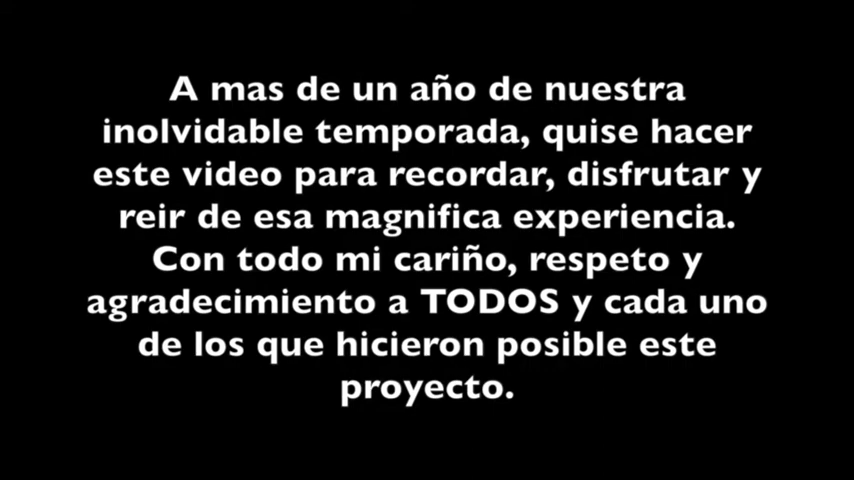 A mas de un año de nuestra
inolvidable temporada, quise hacer
este video para recordar, disfrutar y
reir de esa magnifica experiencia.
Con todo mi cariño, respeto y
agradecimiento a TODOS y cada uno
de los que hicieron posible este
proyecto.